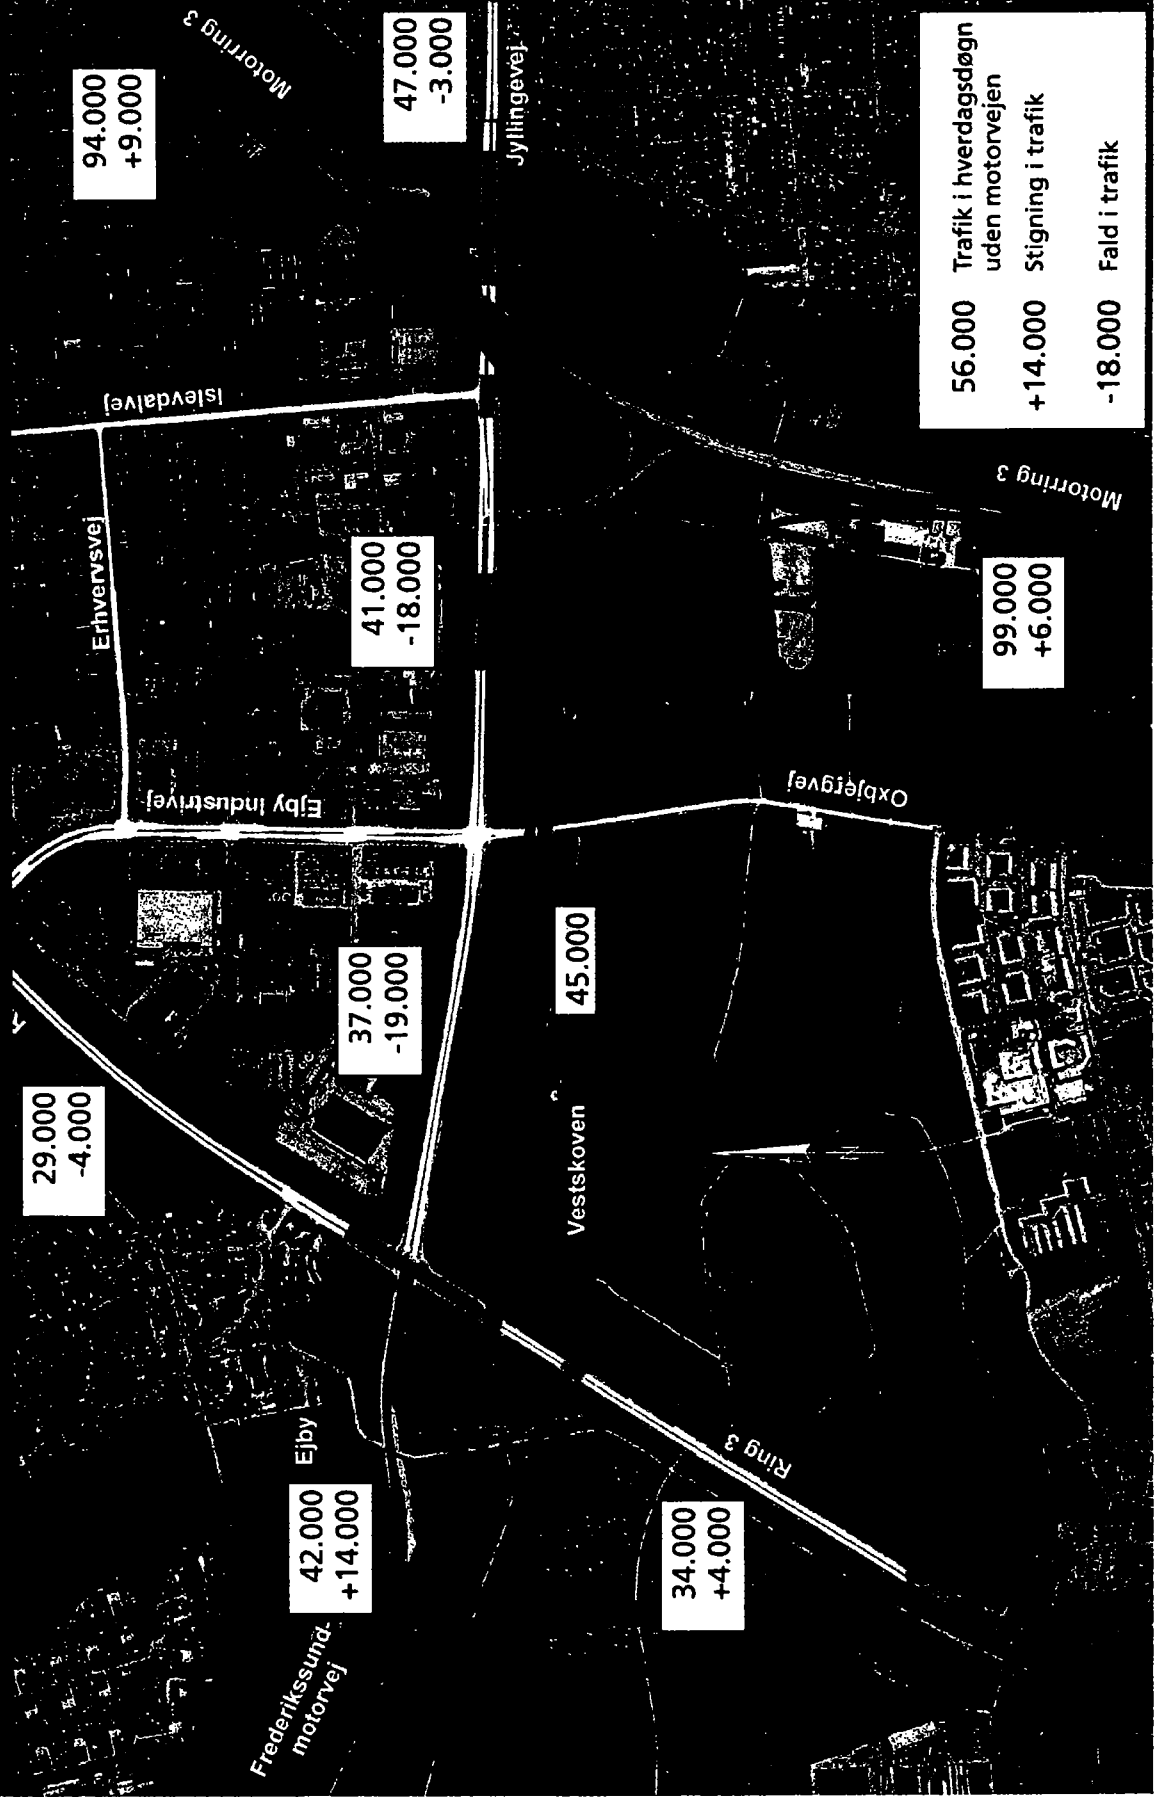 Frederikssund-
motorvej
42.000
+14.000
Ejby
29.000
-4.000
37.000
-19.000
Ejby Industrivej
Erhvervsvej
41.000
-18.000
Islevdalvej
94.000
+9.000
Motorring 3
47.000
-3.000
Jyllingevej
34.000
+4.000
Ring 3
Vestskoven
45.000
Oxbjergvej
99.000
+6.000
Motorring 3
56.000 Trafik i hverdagsdøgn
uden motorvejen
+14.000 Stigning i trafik
-18.000 Fald i trafik